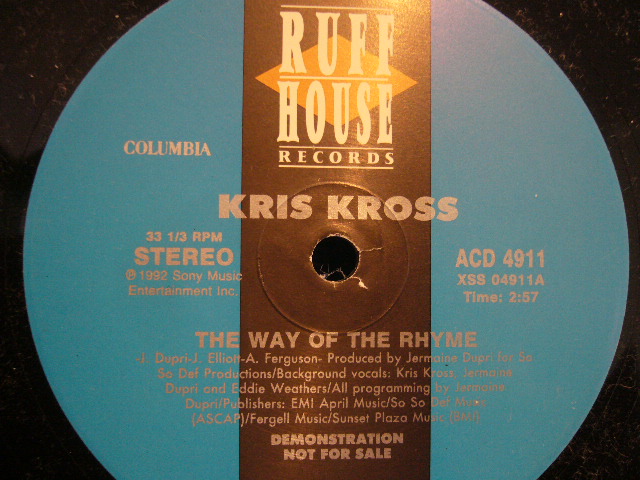 RUFF
HOUSE
RECORDS
COLUMBIA
KRIS KROSS
33 1/3 RPM
STEREO
℗ 1992 Sony Music
Entertainment Inc.
ACD 4911
XSS 04911A
Time: 2:57
THE WAY OF THE RHYME
-J. Dupri-J. Elliott-A. Ferguson- Produced by Jermaine Dupri for So
So Def Productions/Background vocals: Kris Kross, Jermaine
Dupri and Eddie Weathers/All programming by Jermaine
Dupri/Publishers: EMI April Music/So So Def Music
(ASCAP)/Fergell Music/Sunset Plaza Music (BMI)
DEMONSTRATION
NOT FOR SALE